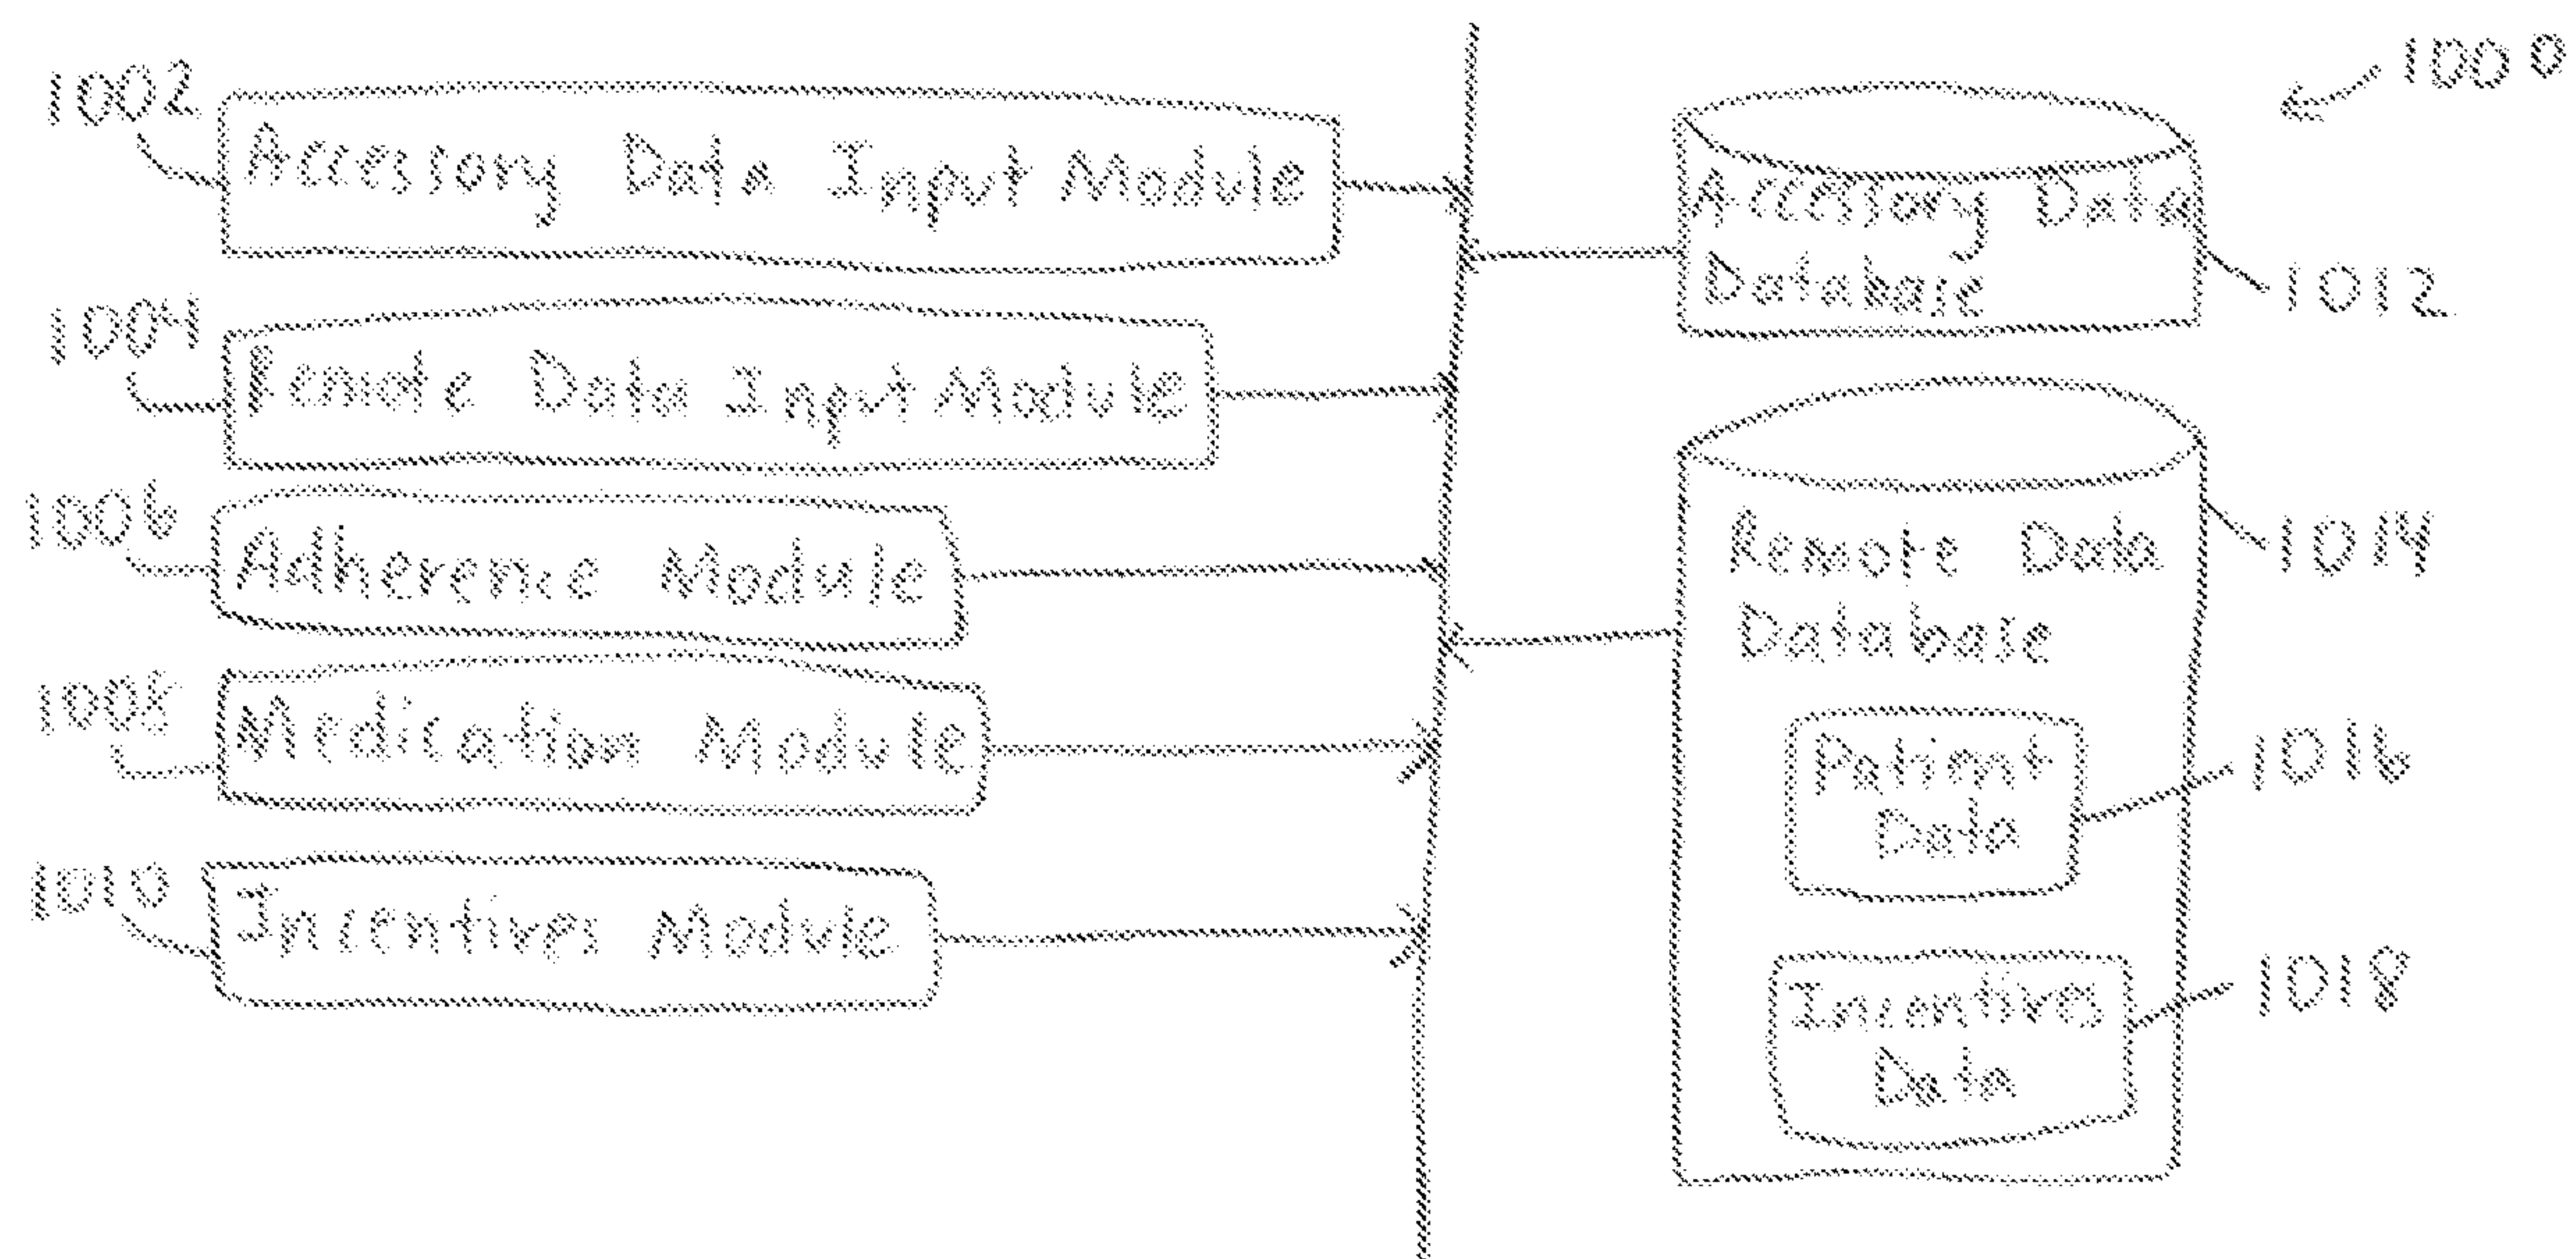 1000
1002
Accessory Data Input Module
Accessory Data
Database
1012
1004
Remote Data Input Module
1006
Adherence Module
Remote Data
Database
1014
1008
Medication Module
Patient
Data
1016
1010
Incentives Module
Incentives
Data
1018